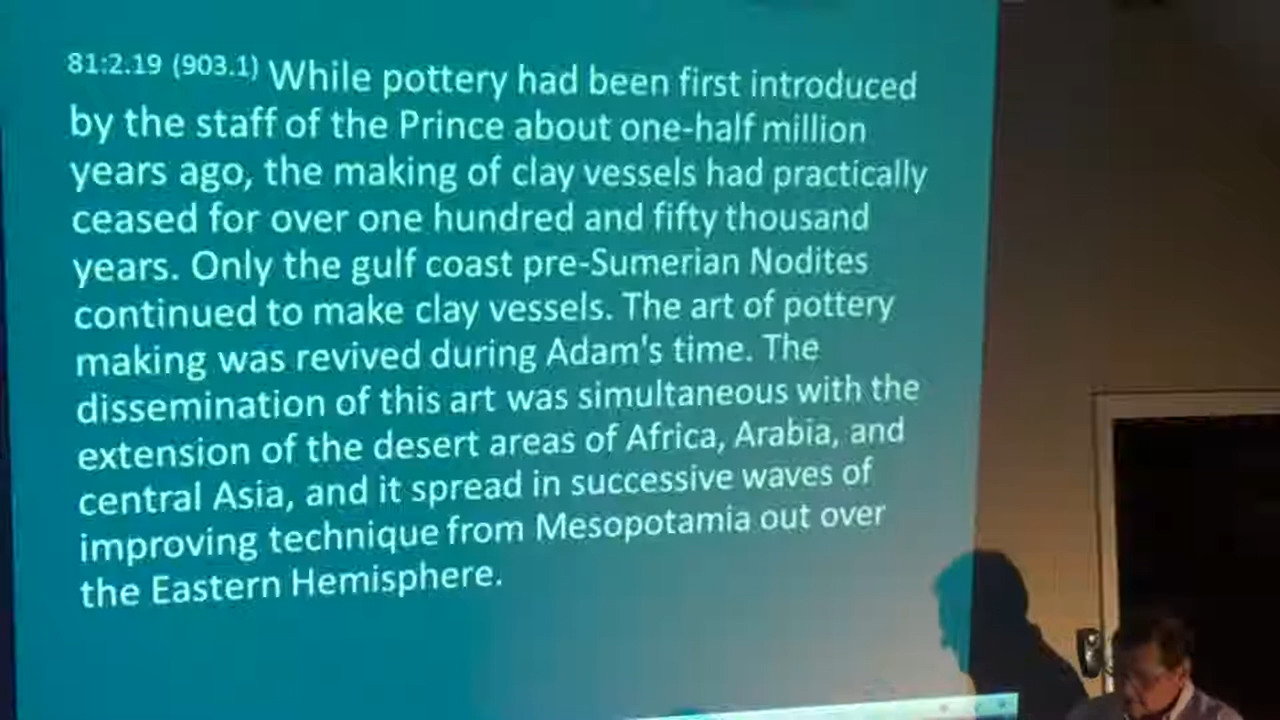 81:2.19 (903.1) While pottery had been first introduced
by the staff of the Prince about one-half million
years ago, the making of clay vessels had practically
ceased for over one hundred and fifty thousand
years. Only the gulf coast pre-Sumerian Nodites
continued to make clay vessels. The art of pottery
making was revived during Adam's time. The
dissemination of this art was simultaneous with the
extension of the desert areas of Africa, Arabia, and
central Asia, and it spread in successive waves of
improving technique from Mesopotamia out over
the Eastern Hemisphere.